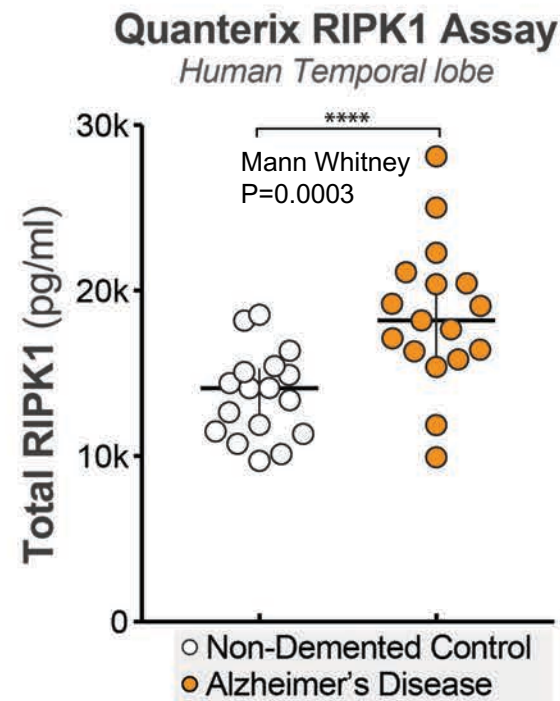 Quanterix RIPK1 Assay
Human Temporal lobe
****
Mann Whitney
P=0.0003
30k
20k
10k
0
Total RIPK1 (pg/ml)
Non-Demented Control
Alzheimer's Disease